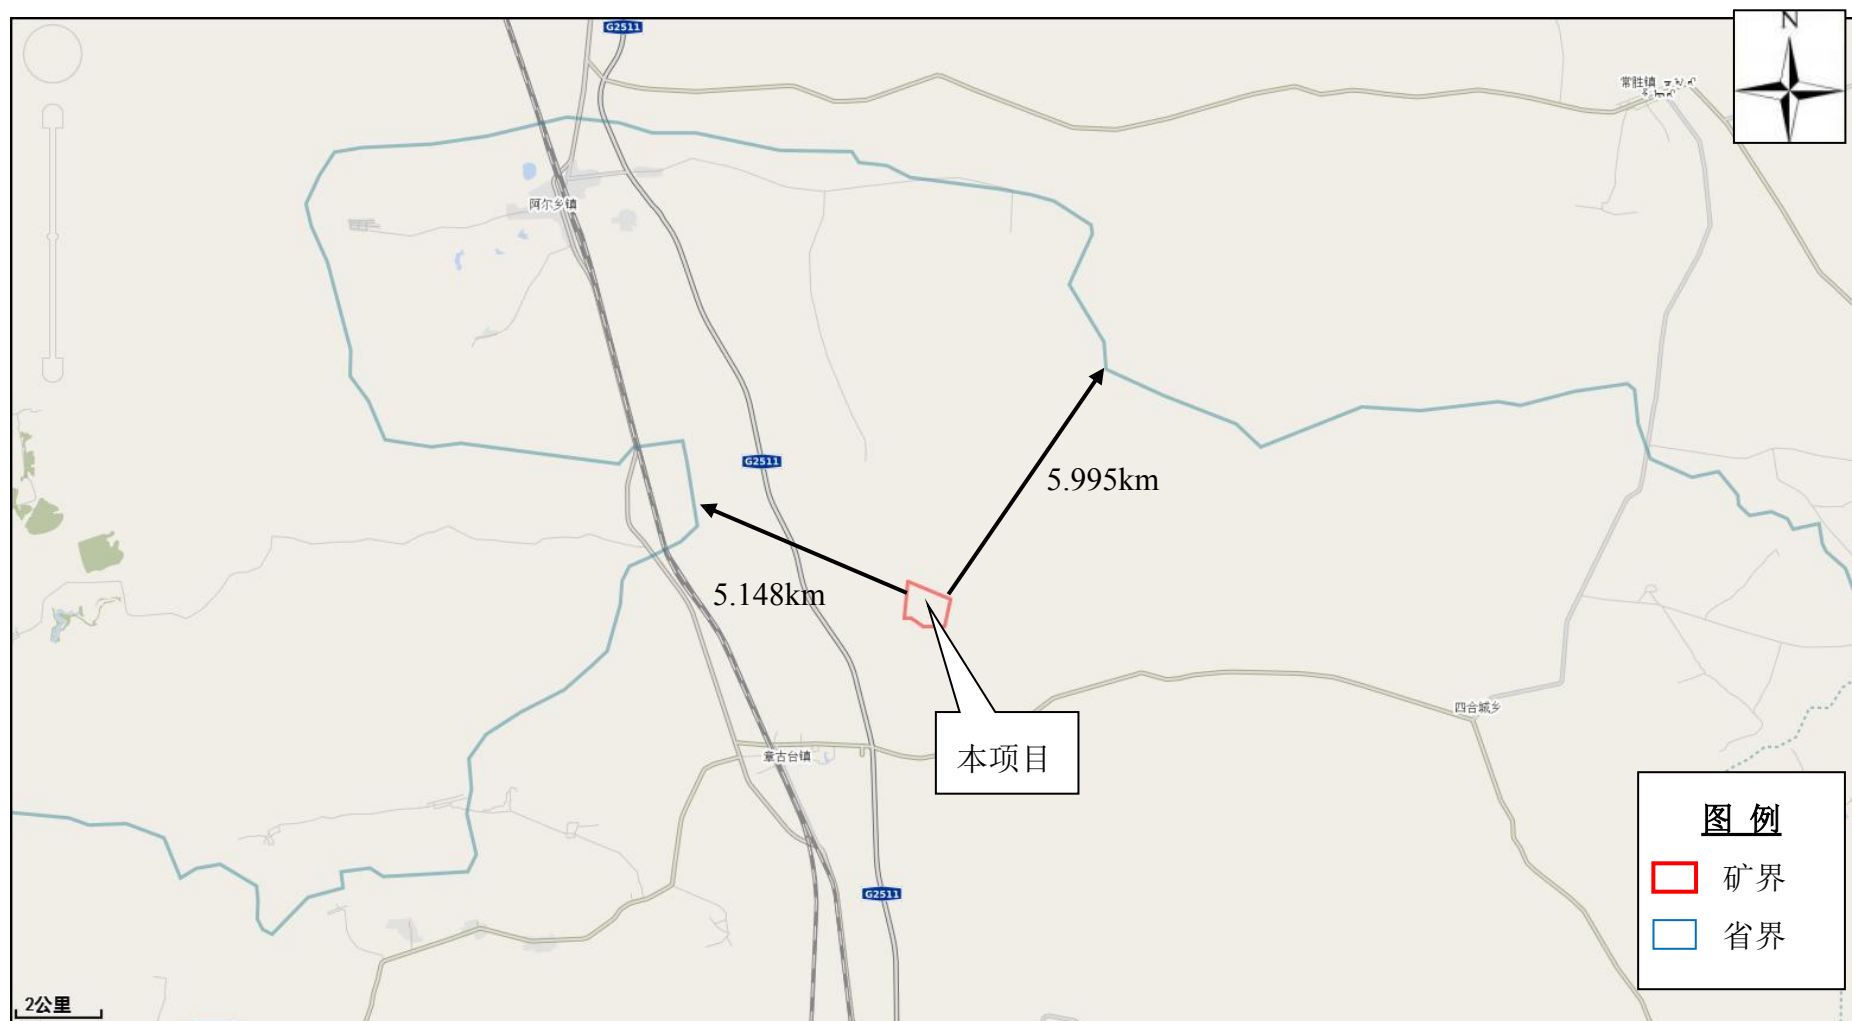 G2511
N
常胜镇
阿尔乡镇
G2511
5.995km
5.148km
四合城乡
章古台镇
本项目
图 例
矿界
省界
G2511
2公里